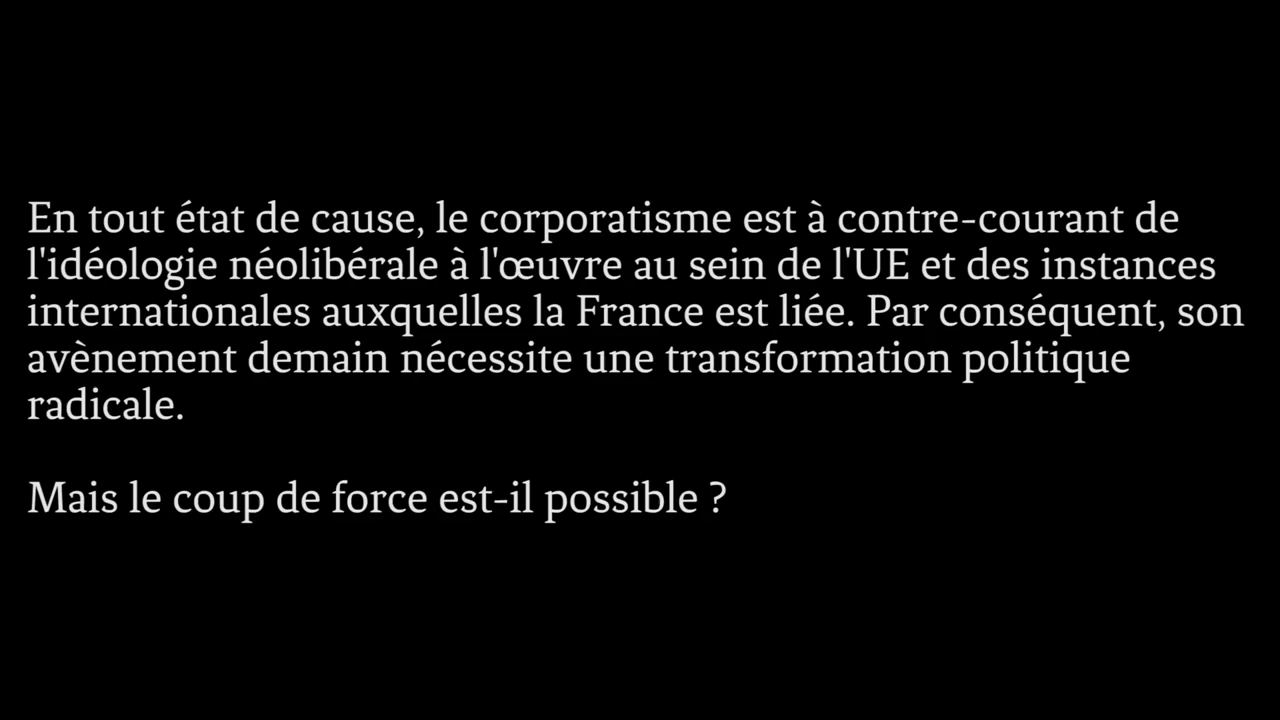 En tout état de cause, le corporatisme est à contre-courant de
l'idéologie néolibérale à l'œuvre au sein de l'UE et des instances
internationales auxquelles la France est liée. Par conséquent, son
avènement demain nécessite une transformation politique
radicale.
Mais le coup de force est-il possible ?